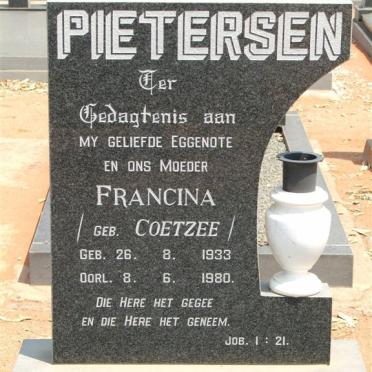 PIETERSEN
Ter
Gedagtenis aan
MY GELIEFDE EGGENOTE
EN ONS MOEDER
FRANCINA
/ GEB. COETZEE /
GEB. 26. 8. 1933
OORL. 8. 6. 1980.
DIE HERE HET GEGEE
EN DIE HERE HET GENEEM.
JOB. 1 : 21.